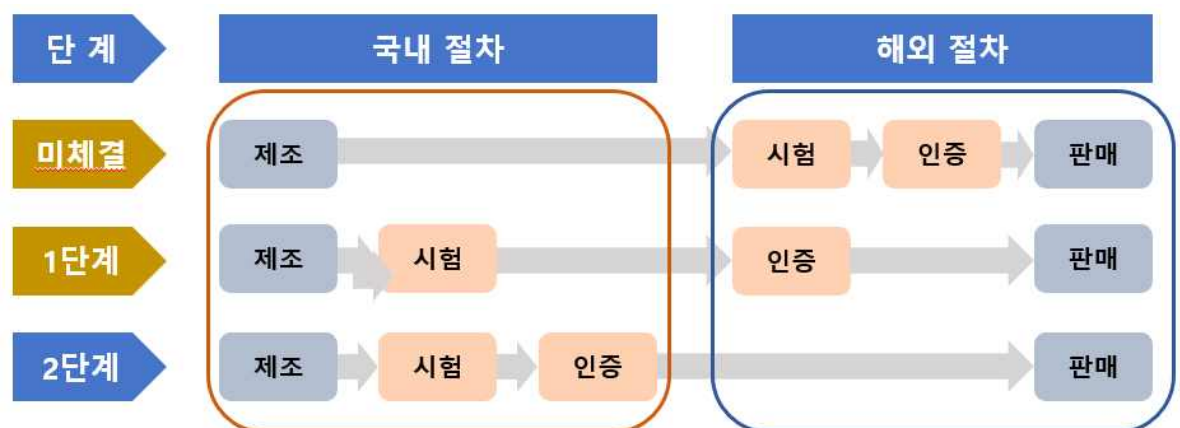 단 계 국내 절차 해외 절차
미체결 제조 시험 인증 판매
1단계 제조 시험 인증 판매
2단계 제조 시험 인증 판매